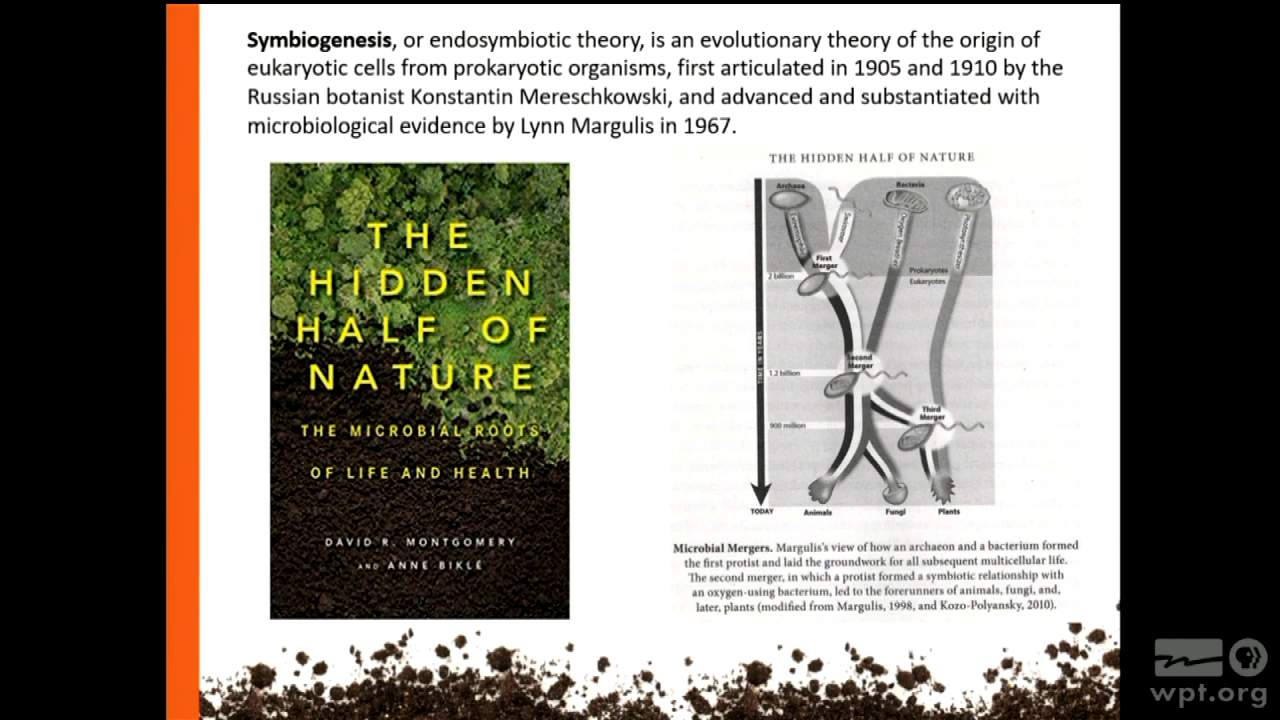 Symbiogenesis, or endosymbiotic theory, is an evolutionary theory of the origin of
eukaryotic cells from prokaryotic organisms, first articulated in 1905 and 1910 by the
Russian botanist Konstantin Mereschkowski, and advanced and substantiated with
microbiological evidence by Lynn Margulis in 1967.
THE
HIDDEN
HALF OF
NATURE
THE MICROBIAL ROOTS
OF LIFE AND HEALTH
DAVID R. MONTGOMERY
AND ANNE BIKLÉ
THE HIDDEN HALF OF NATURE
Archaea
Bacteria
Swimmer
Oxygen Breather
Photosynthesizer
First
Merger
2 billion
Prokaryotes
Eukaryotes
TIME IN YEARS
Second
Merger
1.2 billion
Third
Merger
900 million
TODAY
Animals
Fungi
Plants
Microbial Mergers. Margulis's view of how an archaeon and a bacterium formed
the first protist and laid the groundwork for all subsequent multicellular life.
The second merger, in which a protist formed a symbiotic relationship with
an oxygen-using bacterium, led to the forerunners of animals, fungi, and,
later, plants (modified from Margulis, 1998, and Kozo-Polyansky, 2010).
PBS
wpt.org